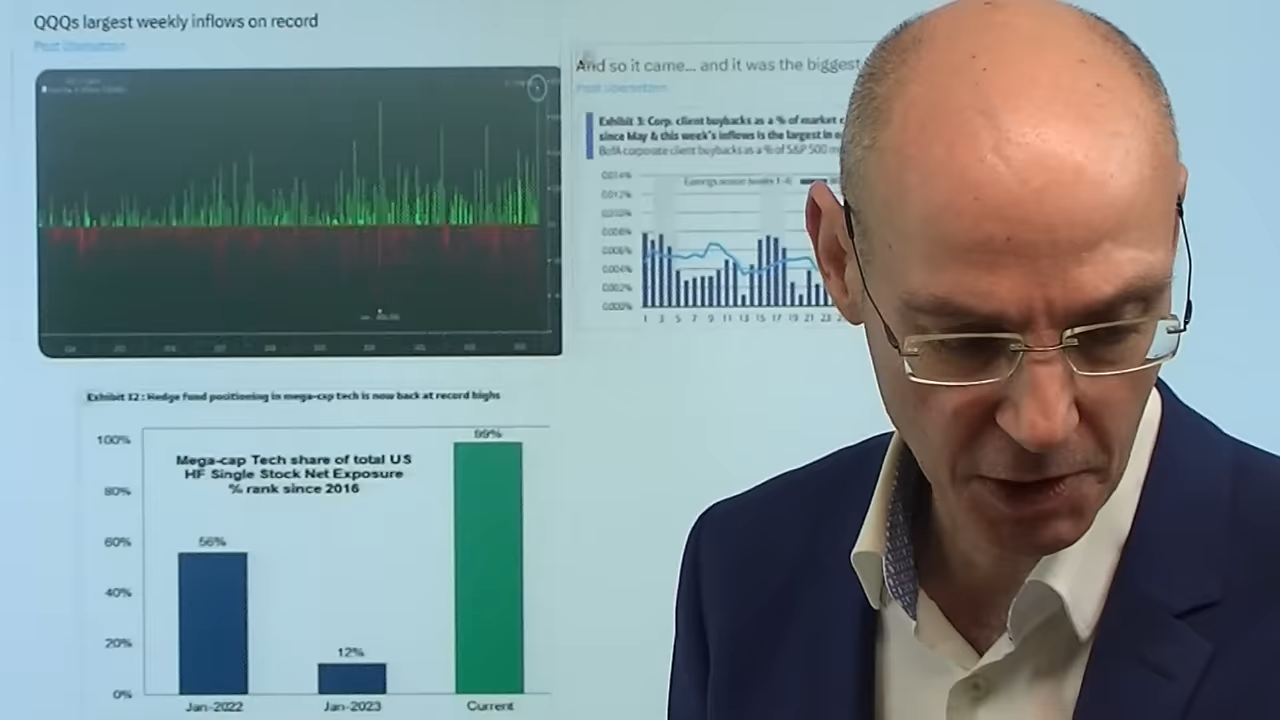 QQQs largest weekly inflows on record
And so it came... and it was the biggest
Exhibit 3: Corp. client buybacks as a % of market
since May & this week's inflows is the largest in
BofA corporate client buybacks as a % of S&P 500
Earnings season weeks 1-6
0.014%
0.012%
0.010%
0.008%
0.006%
0.004%
0.002%
0.000%
1 3 5 7 9 11 13 15 17 19 21 23
Exhibit 12: Hedge fund positioning in mega-cap tech is now back at record highs
Mega-cap Tech share of total US
HF Single Stock Net Exposure
% rank since 2016
100%
80%
60%
40%
20%
0%
56%
12%
99%
Jan-2022 Jan-2023 Current